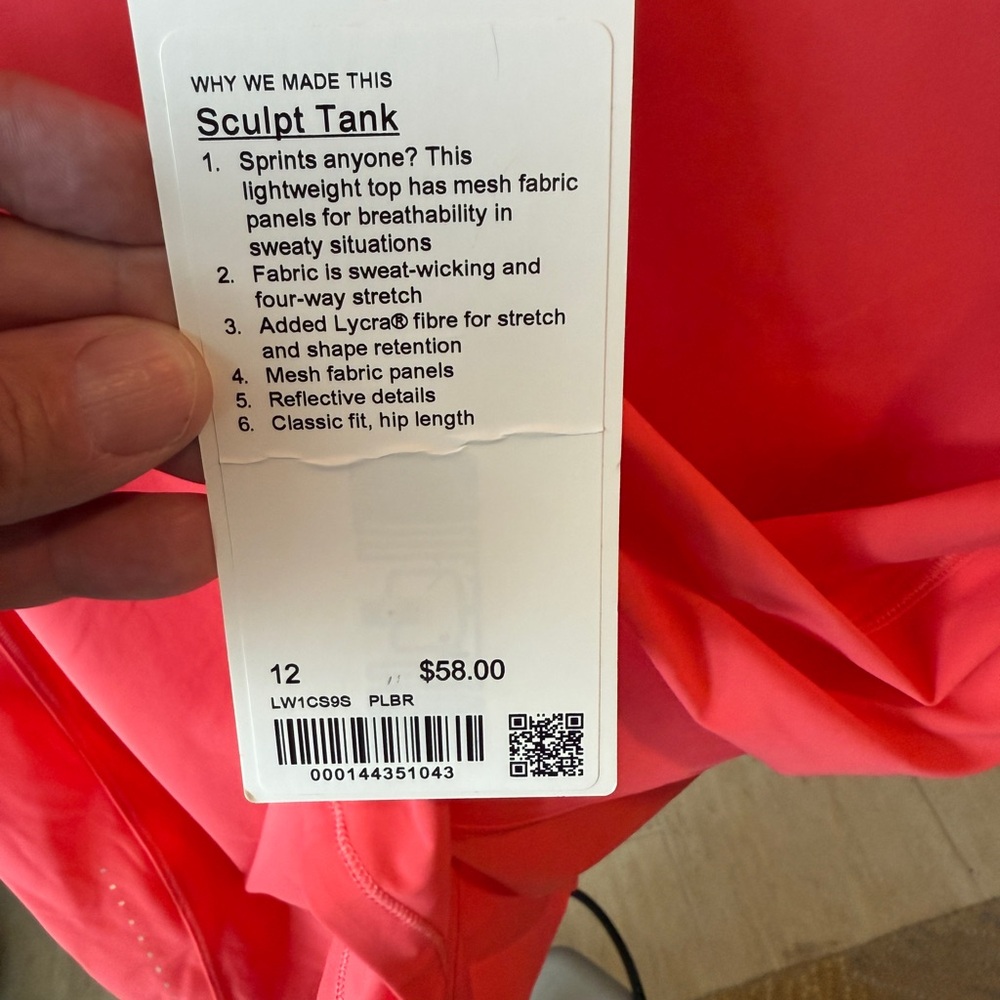 WHY WE MADE THIS
Sculpt Tank
1. Sprints anyone? This
lightweight top has mesh fabric
panels for breathability in
sweaty situations
2. Fabric is sweat-wicking and
four-way stretch
3. Added Lycra® fibre for stretch
and shape retention
4. Mesh fabric panels
5. Reflective details
6. Classic fit, hip length
12 $58.00
LW1CS9S PLBR
000144351043